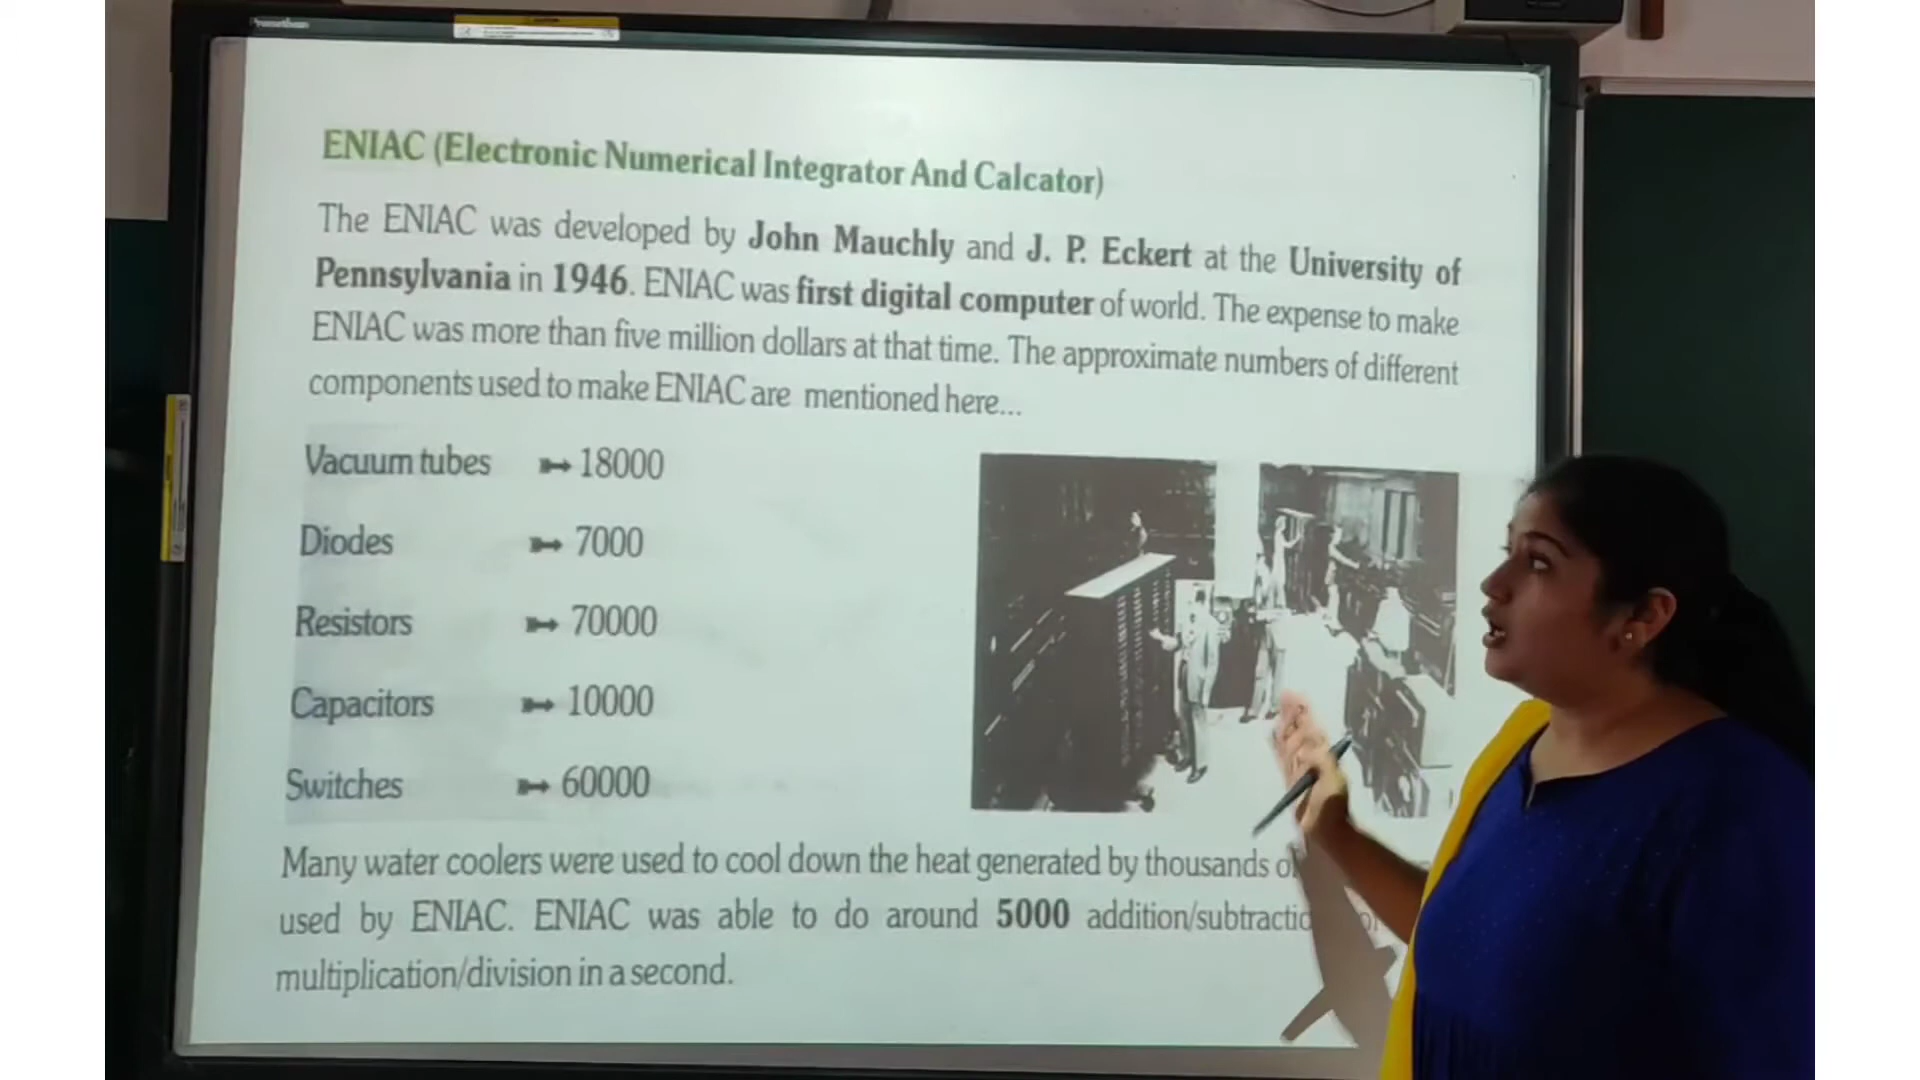 Promethean
ENIAC (Electronic Numerical Integrator And Calcator)
The ENIAC was developed by John Mauchly and J. P. Eckert at the University of
Pennsylvania in 1946. ENIAC was first digital computer of world. The expense to make
ENIAC was more than five million dollars at that time. The approximate numbers of different
components used to make ENIAC are mentioned here...
Vacuum tubes ➼ 18000
Diodes ➼ 7000
Resistors ➼ 70000
Capacitors ➼ 10000
Switches ➼ 60000
Many water coolers were used to cool down the heat generated by thousands of
used by ENIAC. ENIAC was able to do around 5000 addition/subtractio
multiplication/division in a second.